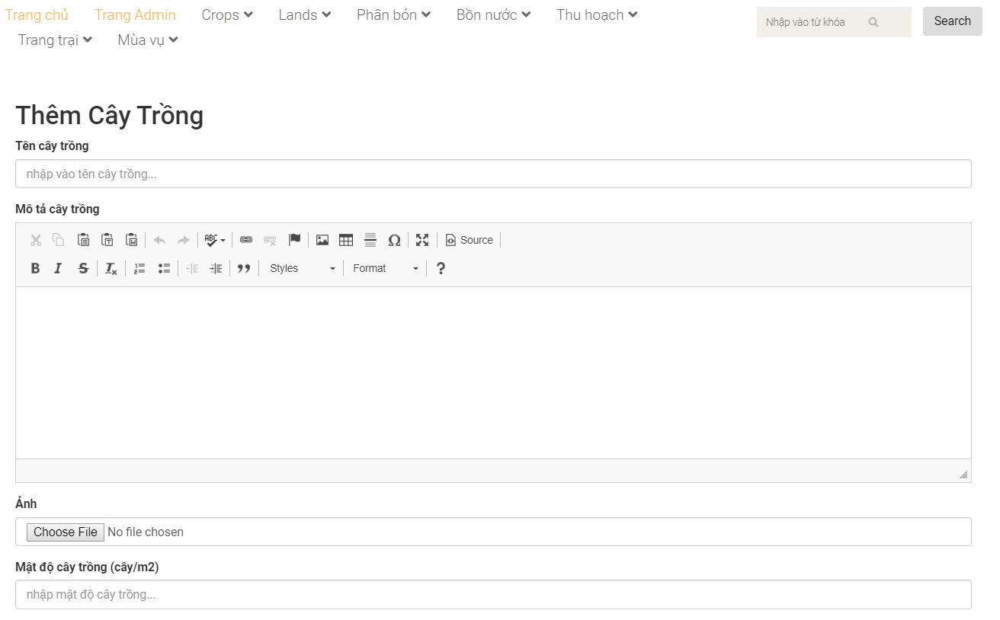 Trang chủ Trang Admin Crops Lands Phân bón Bồn nước Thu hoạch Nhập vào từ khóa Search
Trang trại Mùa vụ
Thêm Cây Trồng
Tên cây trồng
nhập vào tên cây trồng...
Mô tả cây trồng
ABC Source
B I S Styles Format ?
Ảnh
Choose File No file chosen
Mật độ cây trồng (cây/m2)
nhập mật độ cây trồng...